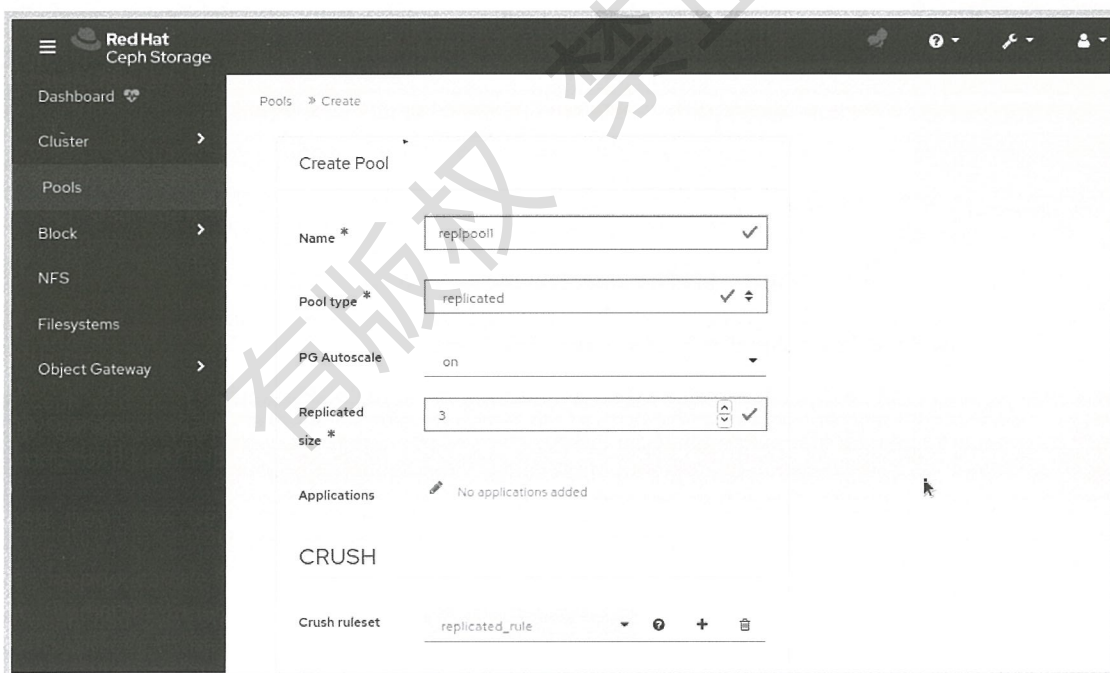 Red Hat
Ceph Storage
Dashboard
Cluster
Pools
Block
NFS
Filesystems
Object Gateway
Pools » Create
Create Pool
Name *
replpool1
Pool type *
replicated
PG Autoscale
on
Replicated
size *
3
Applications
No applications added
CRUSH
Crush ruleset
replicated_rule
有版权 禁